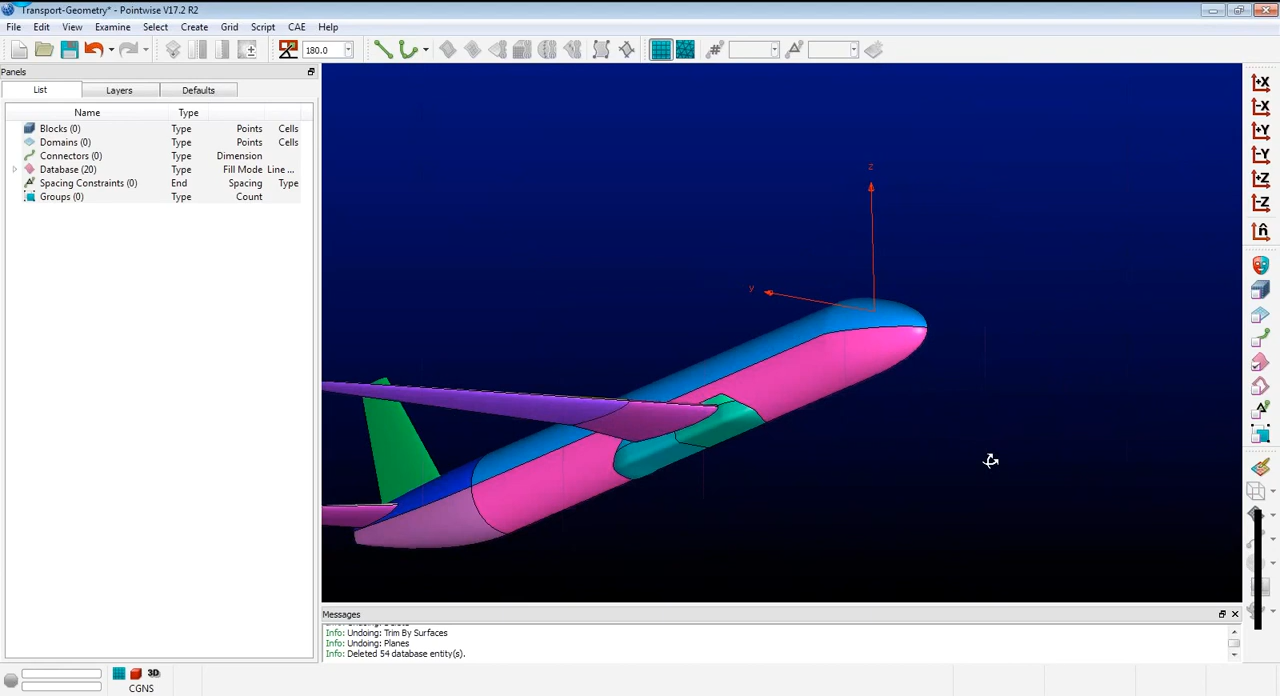 Transport-Geometry* - Pointwise V17.2 R2
File Edit View Examine Select Create Grid Script CAE Help
180.0
Panels
List Layers Defaults
Name Type
Blocks (0) Type Points Cells
Domains (0) Type Points Cells
Connectors (0) Type Dimension
Database (20) Type Fill Mode Line ...
Spacing Constraints (0) End Spacing Type
Groups (0) Type Count
z
y
+X
-X
+Y
-Y
+Z
-Z
n̂
Messages
Info: Undoing: Trim By Surfaces
Info: Undoing: Planes
Info: Deleted 54 database entity(s).
3D
CGNS